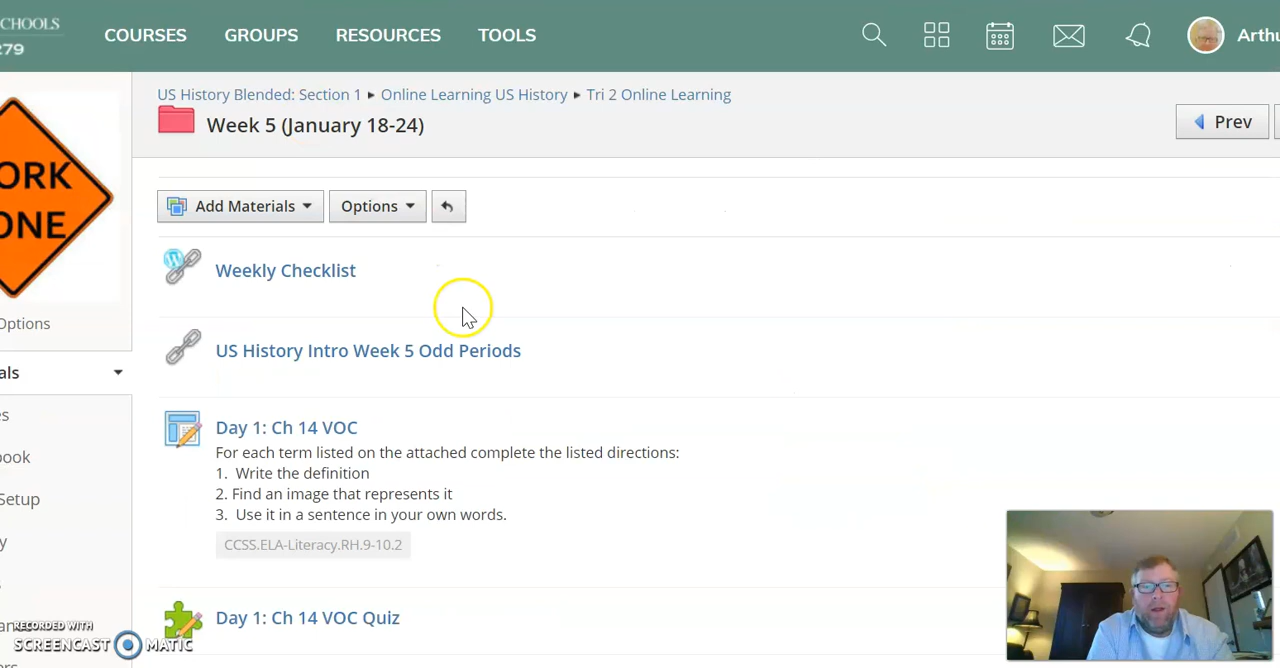 CHOOLS
279
COURSES GROUPS RESOURCES TOOLS
Arthu
US History Blended: Section 1 ▸ Online Learning US History ▸ Tri 2 Online Learning
Week 5 (January 18-24)
Prev
ORK
ONE
Add Materials Options
Weekly Checklist
Options
US History Intro Week 5 Odd Periods
als
Day 1: Ch 14 VOC
For each term listed on the attached complete the listed directions:
1. Write the definition
2. Find an image that represents it
3. Use it in a sentence in your own words.
CCSS.ELA-Literacy.RH.9-10.2
es
ook
Setup
y
Day 1: Ch 14 VOC Quiz
RECORDED WITH
SCREENCAST MATIC